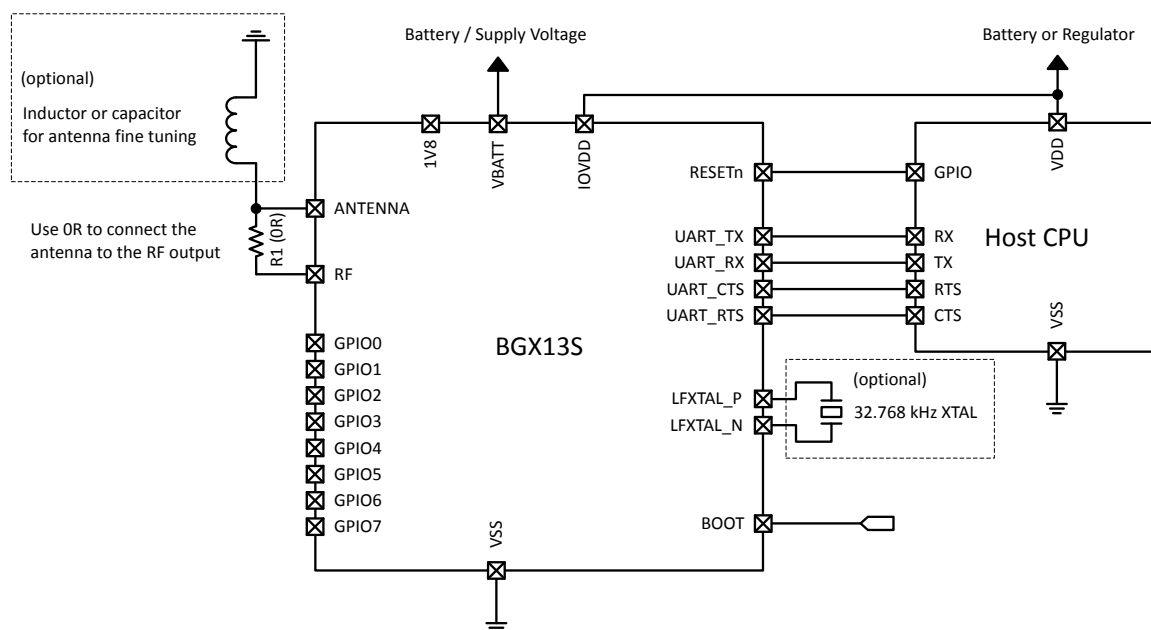 Battery / Supply Voltage
Battery or Regulator
(optional)
Inductor or capacitor
for antenna fine tuning
1V8
VBATT
IOVDD
VDD
RESETn
GPIO
ANTENNA
Use 0R to connect the
antenna to the RF output
R1 (0R)
RF
UART_TX
RX
UART_RX
TX
UART_CTS
RTS
UART_RTS
CTS
Host CPU
VSS
GPIO0
GPIO1
GPIO2
GPIO3
GPIO4
GPIO5
GPIO6
GPIO7
BGX13S
LFXTAL_P
LFXTAL_N
(optional)
32.768 kHz XTAL
BOOT
VSS